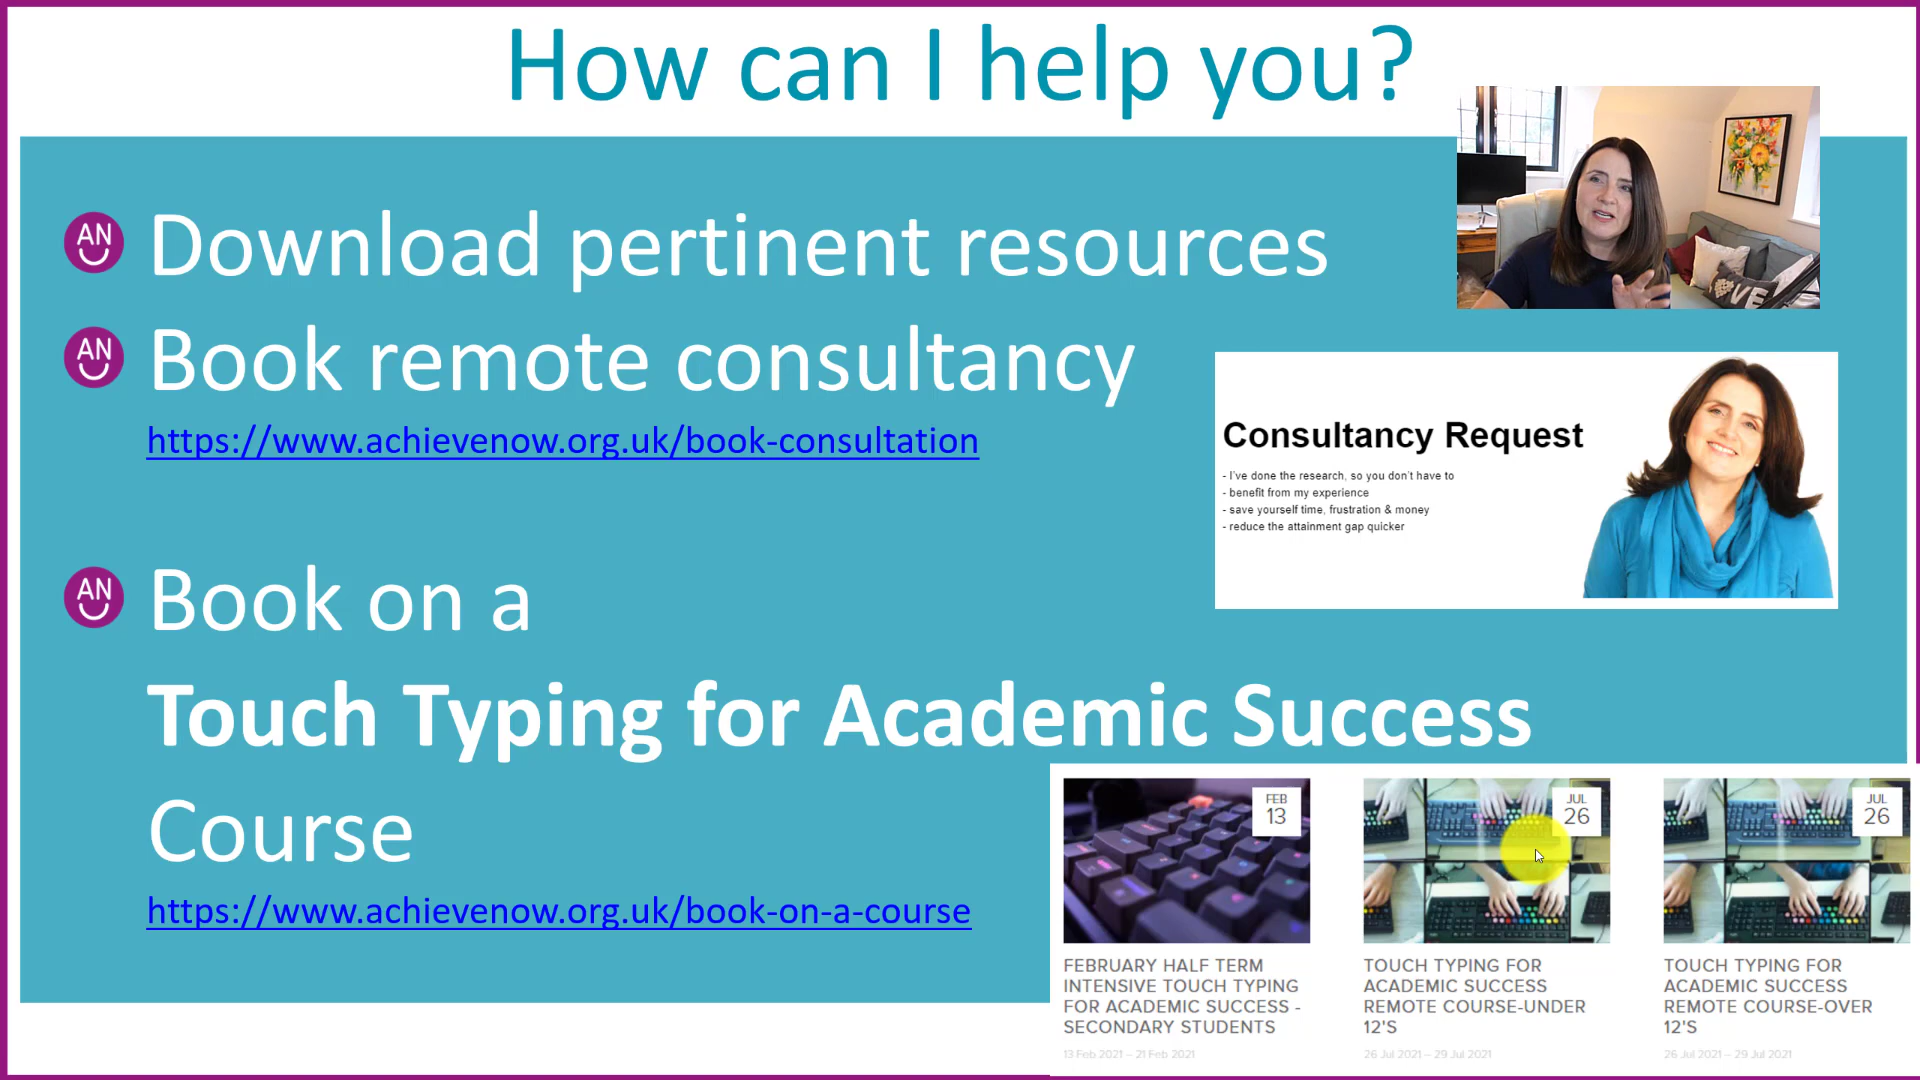 How can I help you?
AN Download pertinent resources
AN Book remote consultancy
https://www.achievenow.org.uk/book-consultation
Consultancy Request
- I've done the research, so you don't have to
- benefit from my experience
- save yourself time, frustration & money
- reduce the attainment gap quicker
AN Book on a
Touch Typing for Academic Success
Course
https://www.achievenow.org.uk/book-on-a-course
FEB
13
FEBRUARY HALF TERM
INTENSIVE TOUCH TYPING
FOR ACADEMIC SUCCESS -
SECONDARY STUDENTS
13 Feb 2021 – 21 Feb 2021
JUL
26
TOUCH TYPING FOR
ACADEMIC SUCCESS
REMOTE COURSE-UNDER
12'S
26 Jul 2021 – 29 Jul 2021
JUL
26
TOUCH TYPING FOR
ACADEMIC SUCCESS
REMOTE COURSE-OVER
12'S
26 Jul 2021 – 29 Jul 2021